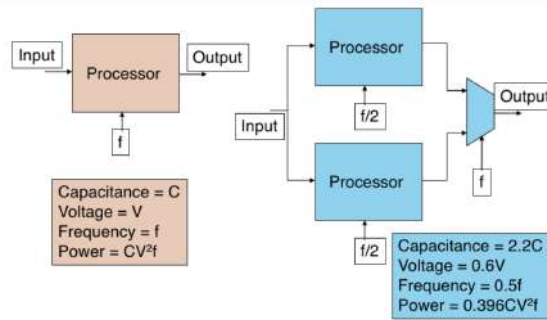 Input
Processor
Output
f
Capacitance = C
Voltage = V
Frequency = f
Power = CV²f
Processor
f/2
Input
Output
Processor
f
f/2
Capacitance = 2.2C
Voltage = 0.6V
Frequency = 0.5f
Power = 0.396CV²f